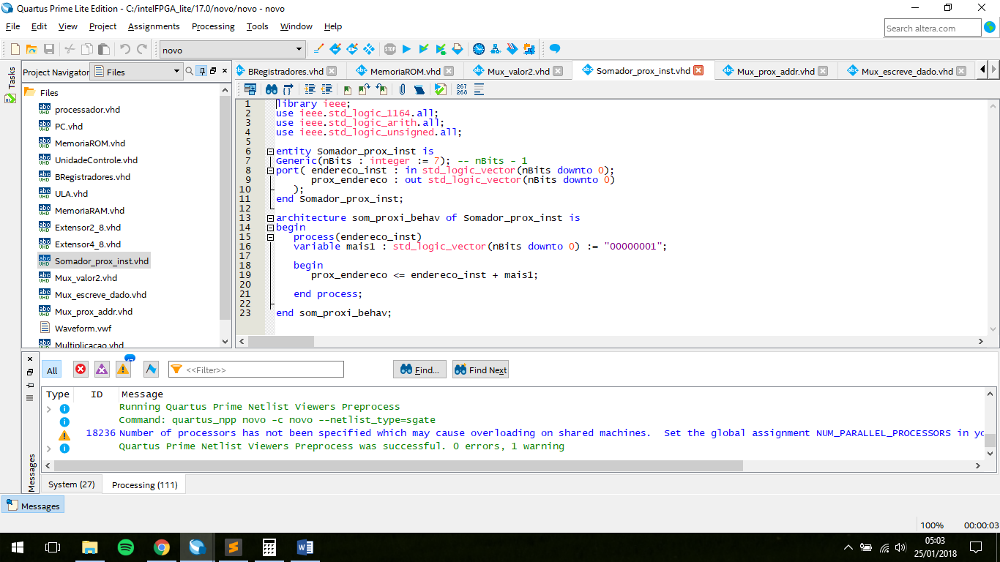 Quartus Prime Lite Edition - C:/intelFPGA_lite/17.0/novo/novo - novo
File Edit View Project Assignments Processing Tools Window Help
Search altera.com
novo
Tasks
Project Navigator Files
BRegistradores.vhd MemoriaROM.vhd Mux_valor2.vhd Somador_prox_inst.vhd Mux_prox_addr.vhd Mux_escreve_dado.vhd
Files
processador.vhd
PC.vhd
MemoriaROM.vhd
UnidadeControle.vhd
BRegistradores.vhd
ULA.vhd
MemoriaRAM.vhd
Extensor2_8.vhd
Extensor4_8.vhd
Somador_prox_inst.vhd
Mux_valor2.vhd
Mux_escreve_dado.vhd
Mux_prox_addr.vhd
Waveform.vwf
Multiplicacao.vhd
267
268
1 library ieee;
2 use ieee.std_logic_1164.all;
3 use ieee.std_logic_arith.all;
4 use ieee.std_logic_unsigned.all;
5
6 entity Somador_prox_inst is
7 Generic(nBits : integer := 7); -- nBits - 1
8 port( endereco_inst : in std_logic_vector(nBits downto 0);
9 prox_endereco : out std_logic_vector(nBits downto 0)
10 );
11 end Somador_prox_inst;
12
13 architecture som_proxi_behav of Somador_prox_inst is
14 begin
15 process(endereco_inst)
16 variable mais1 : std_logic_vector(nBits downto 0) := "00000001";
17
18 begin
19 prox_endereco <= endereco_inst + mais1;
20
21 end process;
22
23 end som_proxi_behav;
All <<Filter>> Find... Find Next
Type ID Message
Running Quartus Prime Netlist Viewers Preprocess
Command: quartus_npp novo -c novo --netlist_type=sgate
18236 Number of processors has not been specified which may cause overloading on shared machines. Set the global assignment NUM_PARALLEL_PROCESSORS in yo
Quartus Prime Netlist Viewers Preprocess was successful. 0 errors, 1 warning
Messages
System (27) Processing (111)
Messages
100% 00:00:03
05:03
25/01/2018